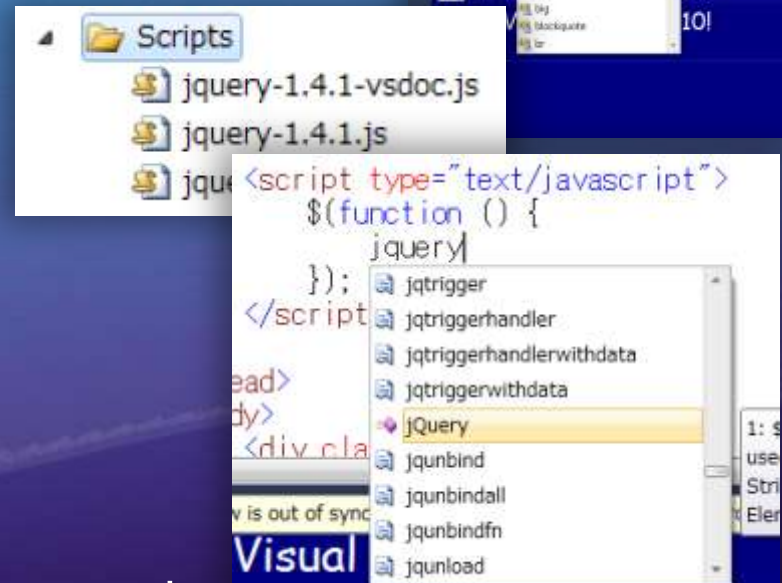 Scripts
jquery-1.4.1-vsdoc.js
jquery-1.4.1.js
jque
big
blockquote
br
10!
<script type="text/javascript">
$(function () {
jquery
});
</script
ead>
dy>
<div cla
jqtrigger
jqtriggerhandler
jqtriggerhandlerwithdata
jqtriggerwithdata
jQuery
jqunbind
jqunbindall
jqunbindfn
jqunload
1: $
use
Stri
Eler
w is out of sync
Visual